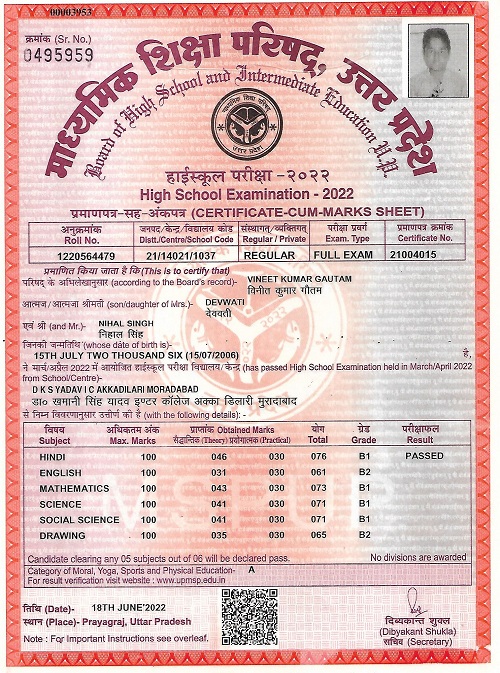 00003953
क्रमांक (Sr. No.)
0495959
माध्यमिक शिक्षा परिषद, उत्तर प्रदेश
Board of High School and Intermediate Education U.P.
हाईस्कूल परीक्षा -२०२२
High School Examination - 2022
प्रमाणपत्र-सह-अंकपत्र (CERTIFICATE-CUM-MARKS SHEET)
अनुक्रमांक जनपद/केन्द्र/विद्यालय कोड संस्थागत/व्यक्तिगत परीक्षा प्रवर्ग प्रमाणपत्र क्रमांक
Roll No. Distt./Centre/School Code Regular / Private Exam. Type Certificate No.
1220564479 21/14021/1037 REGULAR FULL EXAM 21004015
प्रमाणित किया जाता है कि (This is to certify that)
परिषद के अभिलेखानुसार (according to the Board's record)- VINEET KUMAR GAUTAM
विनीत कुमार गौतम
आत्मज/आत्मजा श्रीमती (son/daughter of Mrs.)- DEVWATI
देववती
एवं श्री (and Mr.)- NIHAL SINGH
निहाल सिंह
जिनकी जन्मतिथि (whose date of birth is)-
15TH JULY TWO THOUSAND SIX (15/07/2006) है,
ने मार्च/अप्रैल 2022 में आयोजित हाईस्कूल परीक्षा विद्यालय/केन्द्र (has passed High School Examination held in March/April 2022
from School/Centre)-
D K S YADAV I C AKKADILARI MORADABAD
डा० खमानी सिंह यादव इण्टर कॉलेज अक्का डिलारी मुरादाबाद
से निम्न विवरणानुसार उत्तीर्ण की है (with the following details): -
विषय अधिकतम अंक प्राप्तांक Obtained Marks योग ग्रेड परीक्षाफल
Subject Max. Marks सैद्धान्तिक (Theory) प्रयोगात्मक (Practical) Total Grade Result
HINDI 100 046 030 076 B1 PASSED
ENGLISH 100 031 030 061 B2
MATHEMATICS 100 043 030 073 B1
SCIENCE 100 041 030 071 B1
SOCIAL SCIENCE 100 041 030 071 B1
DRAWING 100 035 030 065 B2
Candidate clearing any 05 subjects out of 06 will be declared pass. No divisions are awarded
Category of Moral, Yoga, Sports and Physical Education- A
For result verification visit website : www.upmsp.edu.in
तिथि (Date)- 18TH JUNE'2022
स्थान (Place)- Prayagraj, Uttar Pradesh
Note : For Important Instructions see overleaf.
दिव्यकान्त शुक्ल
(Dibyakant Shukla)
सचिव (Secretary)